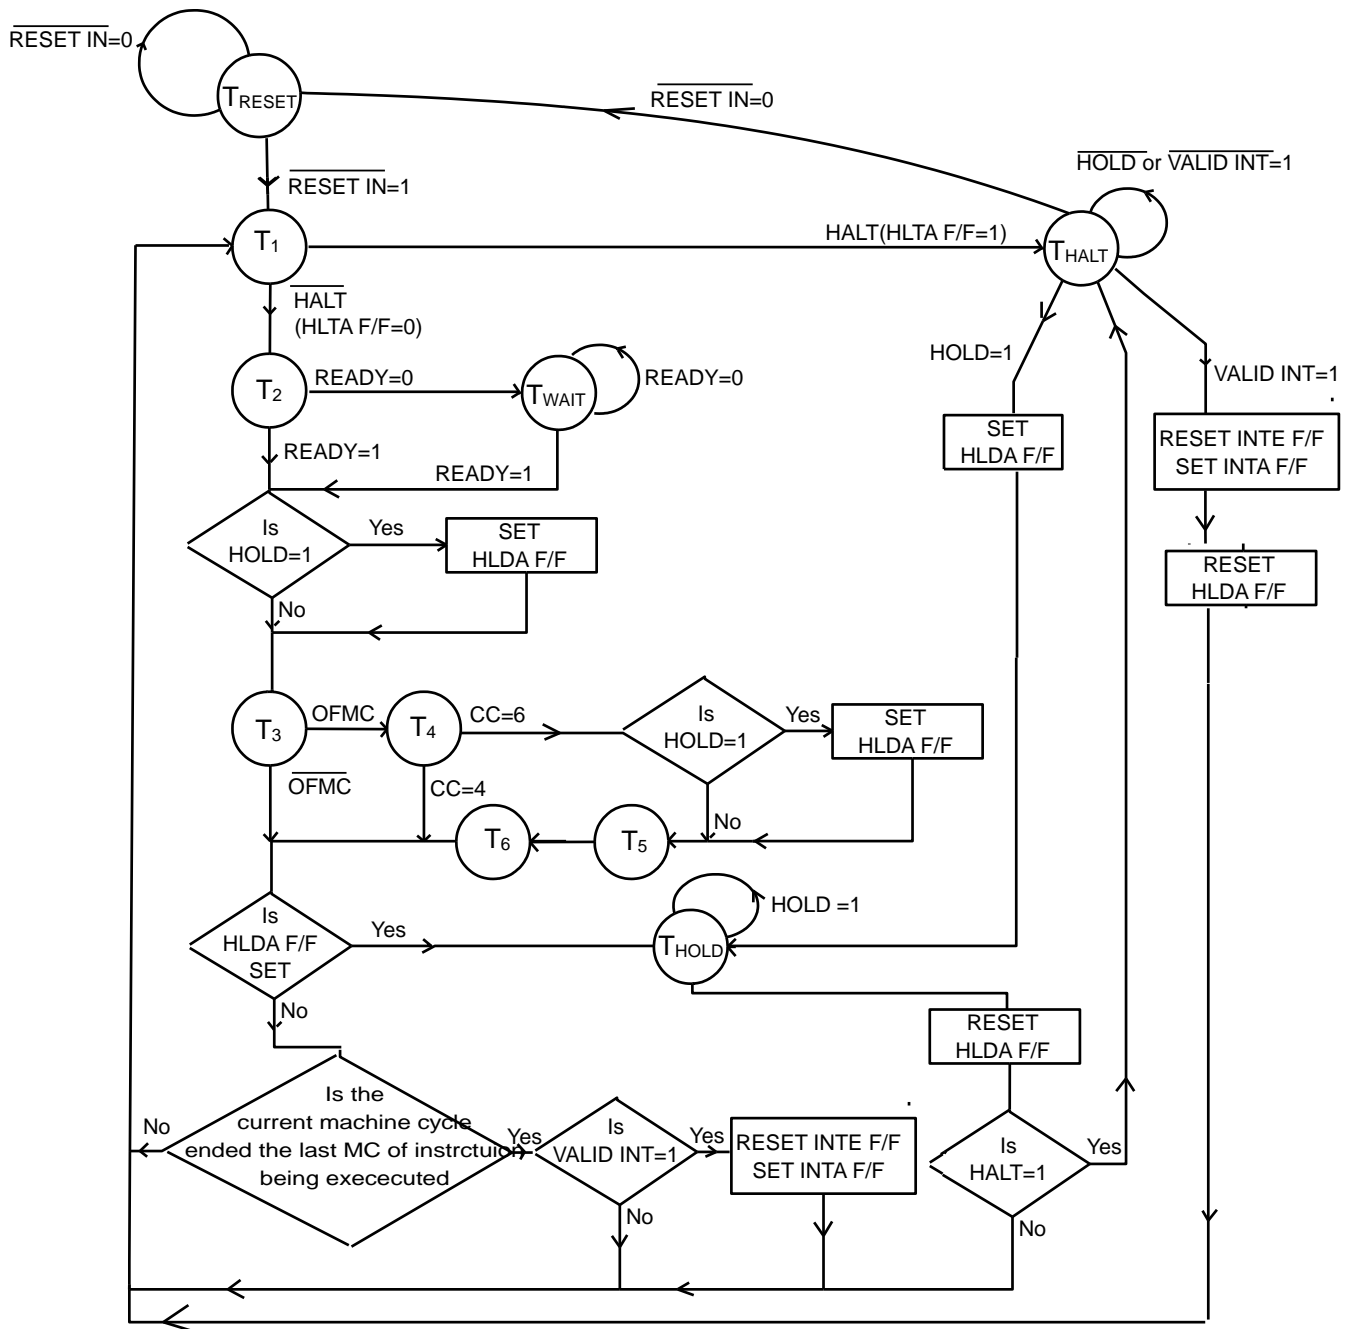 RESET IN=0
TRESET
RESET IN=0
RESET IN=1
HOLD or VALID INT=1
T1
HALT(HLTA F/F=1)
THALT
HALT
(HLTA F/F=0)
HOLD=1
VALID INT=1
T2
READY=0
TWAIT
READY=0
READY=1
READY=1
SET
HLDA F/F
RESET INTE F/F
SET INTA F/F
Is
HOLD=1
Yes
SET
HLDA F/F
RESET
HLDA F/F
No
T3
OFMC
T4
CC=6
Is
HOLD=1
Yes
SET
HLDA F/F
OFMC
CC=4
No
T6
T5
Is
HLDA F/F
SET
Yes
THOLD
HOLD =1
No
RESET
HLDA F/F
Is the
current machine cycle
ended the last MC of instrctuion
being exececuted
No
Yes
Is
VALID INT=1
Yes
RESET INTE F/F
SET INTA F/F
Is
HALT=1
Yes
No
No